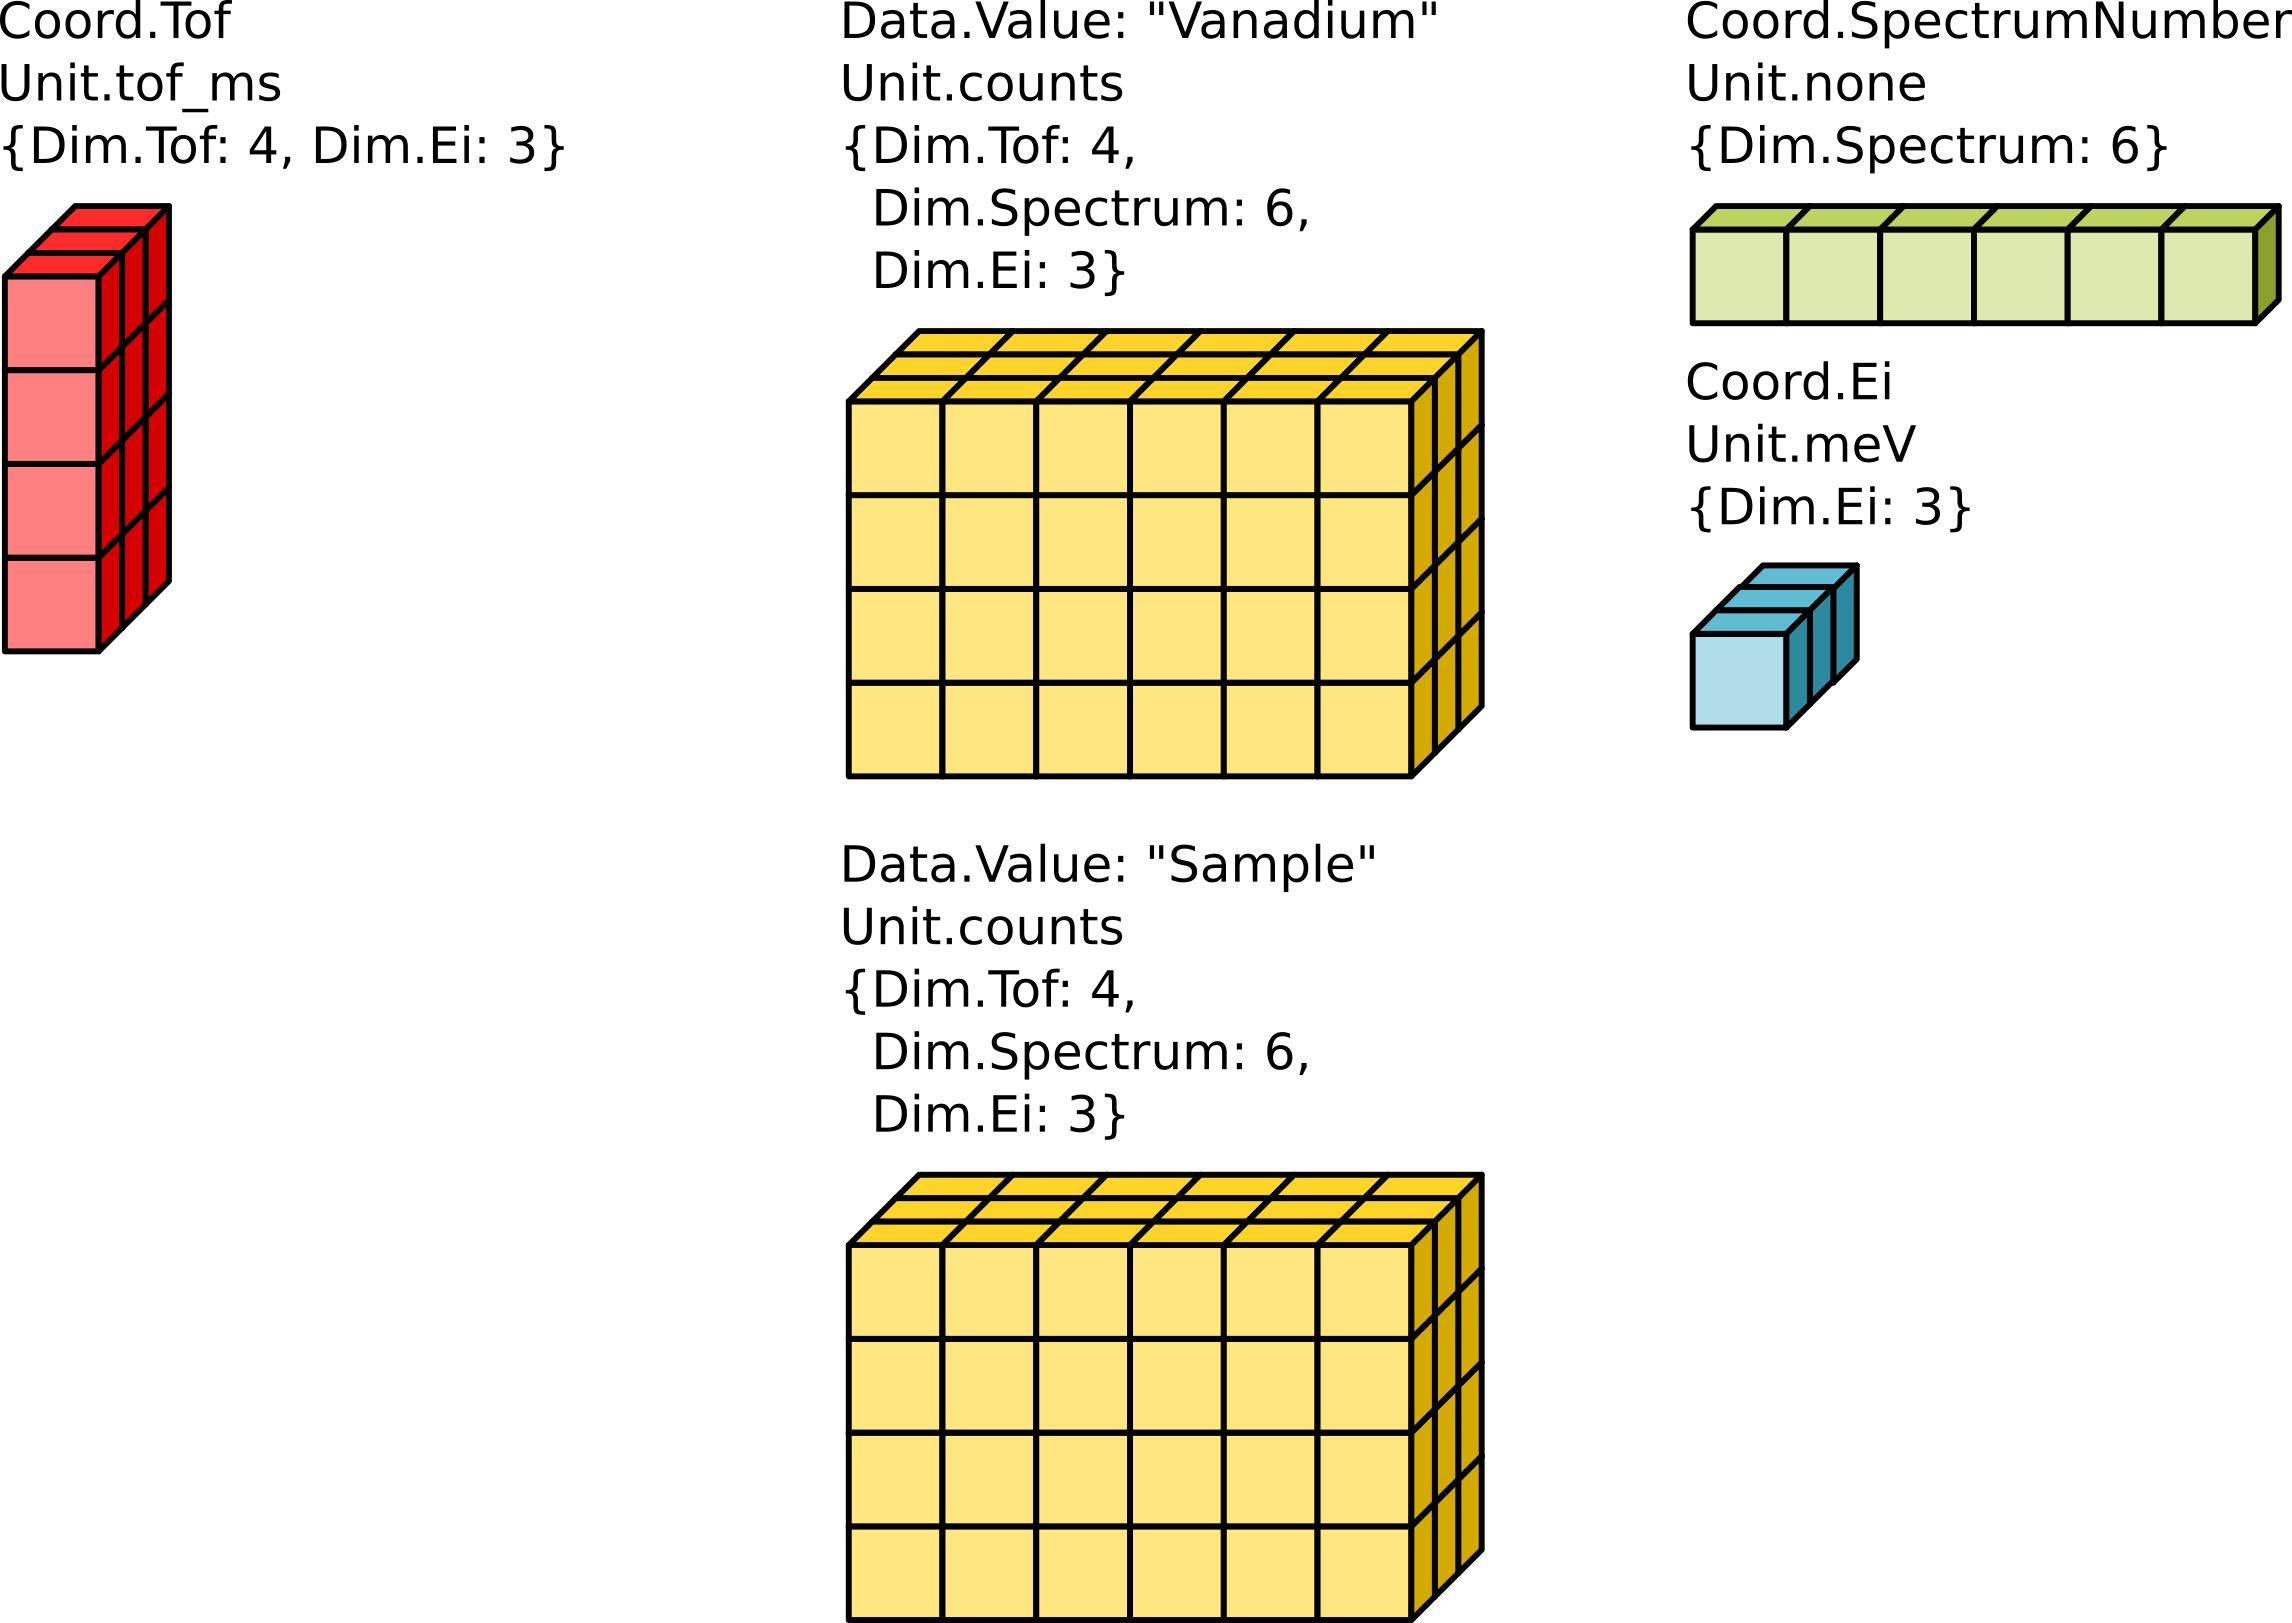 Coord.Tof
Unit.tof_ms
{Dim.Tof: 4, Dim.Ei: 3}
Data.Value: "Vanadium"
Unit.counts
{Dim.Tof: 4,
Dim.Spectrum: 6,
Dim.Ei: 3}
Coord.SpectrumNumber
Unit.none
{Dim.Spectrum: 6}
Coord.Ei
Unit.meV
{Dim.Ei: 3}
Data.Value: "Sample"
Unit.counts
{Dim.Tof: 4,
Dim.Spectrum: 6,
Dim.Ei: 3}